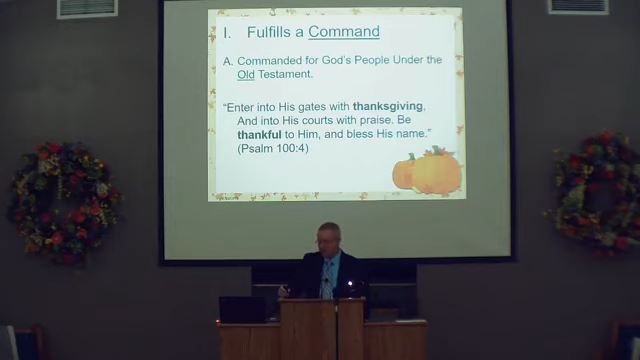 I. Fulfills a Command
A. Commanded for God's People Under the
Old Testament.
“Enter into His gates with thanksgiving,
And into His courts with praise. Be
thankful to Him, and bless His name.”
(Psalm 100:4)